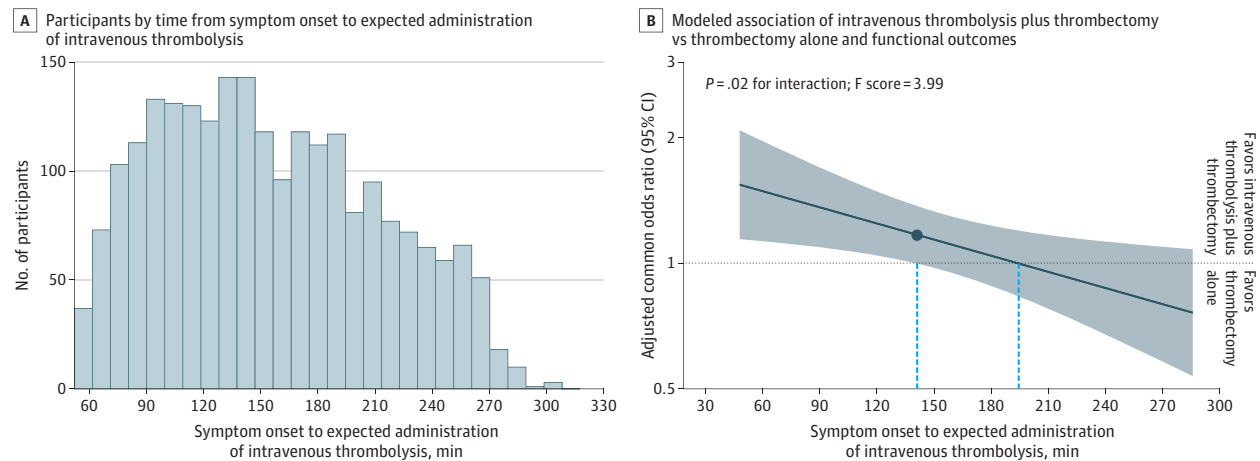 A Participants by time from symptom onset to expected administration
of intravenous thrombolysis
No. of participants
150
100
50
0
60 90 120 150 180 210 240 270 300 330
Symptom onset to expected administration
of intravenous thrombolysis, min
B Modeled association of intravenous thrombolysis plus thrombectomy
vs thrombectomy alone and functional outcomes
P = .02 for interaction; F score = 3.99
Adjusted common odds ratio (95% CI)
3
2
1
0.5
30 60 90 120 150 180 210 240 270 300
Symptom onset to expected administration
of intravenous thrombolysis, min
Favors intravenous
thrombolysis plus
thrombectomy
Favors
thrombectomy
alone